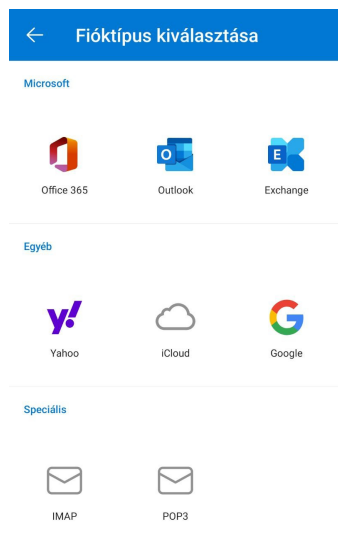 Fióktípus kiválasztása
Microsoft
Office 365
Outlook
Exchange
Egyéb
Yahoo
iCloud
Google
Speciális
IMAP
POP3